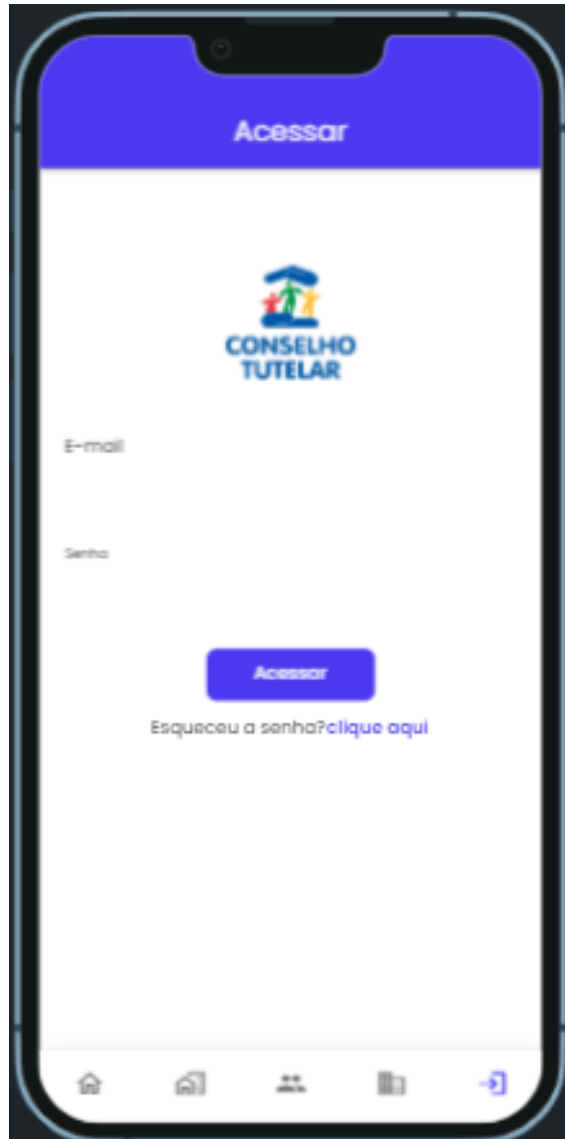 Acessar
CONSELHO
TUTELAR
E-mail
Senha
Acessar
Esqueceu a senha?clique aqui